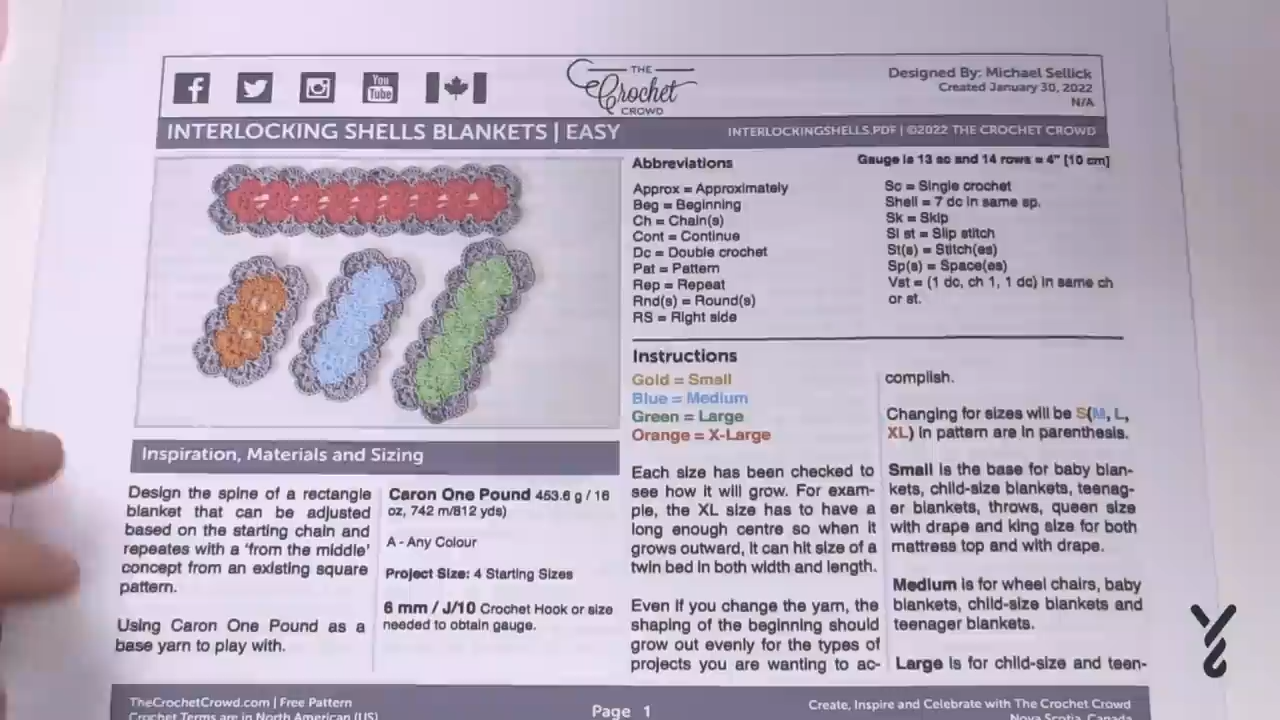 THE
Crochet
CROWD
Designed By: Michael Sellick
Created January 30, 2022
N/A
You
Tube
INTERLOCKING SHELLS BLANKETS | EASY
INTERLOCKINGSHELLS.PDF | ©2022 THE CROCHET CROWD
Abbreviations
Approx = Approximately
Beg = Beginning
Ch = Chain(s)
Cont = Continue
Dc = Double crochet
Pat = Pattern
Rep = Repeat
Rnd(s) = Round(s)
RS = Right side
Gauge is 13 sc and 14 rows = 4" [10 cm]
Sc = Single crochet
Shell = 7 dc in same sp.
Sk = Skip
Sl st = Slip stitch
St(s) = Stitch(es)
Sp(s) = Space(es)
Vst = (1 dc, ch 1, 1 dc) in same ch
or st.
Inspiration, Materials and Sizing
Design the spine of a rectangle
blanket that can be adjusted
based on the starting chain and
repeates with a 'from the middle'
concept from an existing square
pattern.
Using Caron One Pound as a
base yarn to play with.
Caron One Pound 453.6 g / 16
oz, 742 m/812 yds)
A - Any Colour
Project Size: 4 Starting Sizes
6 mm / J/10 Crochet Hook or size
needed to obtain gauge.
Instructions
Gold = Small
Blue = Medium
Green = Large
Orange = X-Large
Each size has been checked to
see how it will grow. For exam-
ple, the XL size has to have a
long enough centre so when it
grows outward, it can hit size of a
twin bed in both width and length.
Even if you change the yarn, the
shaping of the beginning should
grow out evenly for the types of
projects you are wanting to ac-
complish.
Changing for sizes will be S(M, L,
XL) in pattern are in parenthesis.
Small is the base for baby blan-
kets, child-size blankets, teenag-
er blankets, throws, queen size
with drape and king size for both
mattress top and with drape.
Medium is for wheel chairs, baby
blankets, child-size blankets and
teenager blankets.
Large is for child-size and teen-
TheCrochetCrowd.com | Free Pattern
Crochet Terms are in North American (US)
Page 1
Create, Inspire and Celebrate with The Crochet Crowd
Nova Scotia, Canada